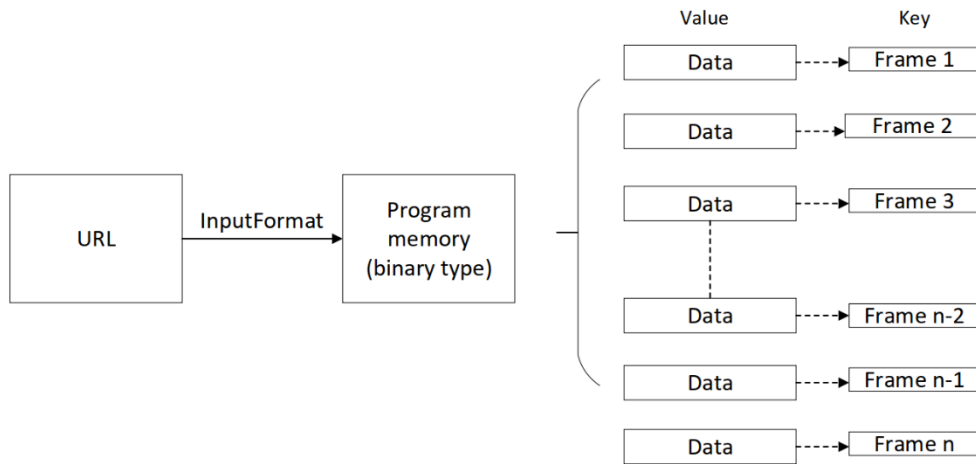 Value
Key
Data
Frame 1
Data
Frame 2
URL
InputFormat
Program
memory
(binary type)
Data
Frame 3
Data
Frame n-2
Data
Frame n-1
Data
Frame n